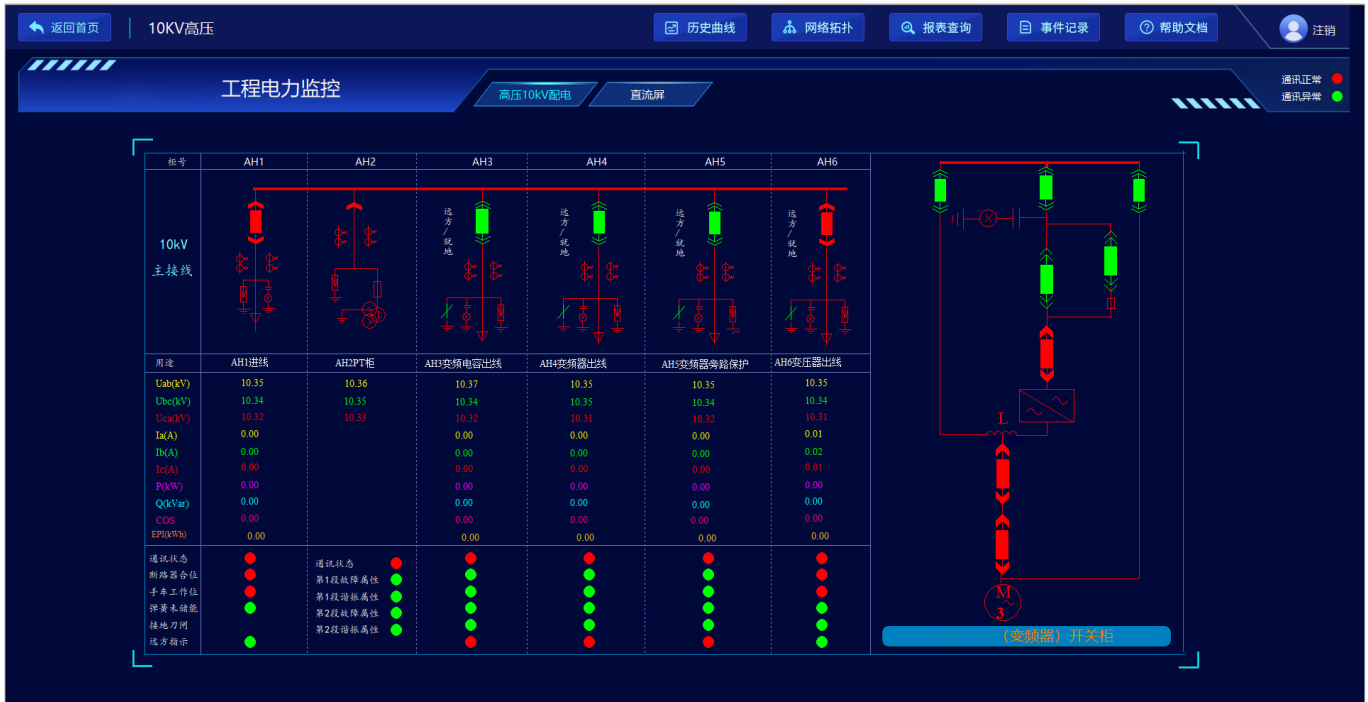 返回首页 10KV高压 历史曲线 网络拓扑 报表查询 事件记录 帮助文档 注销
工程电力监控 高压10kV配电 直流屏
通讯正常
通讯异常
柜号 AH1 AH2 AH3 AH4 AH5 AH6
远方/就地 远方/就地 远方/就地 远方/就地
10kV
主接线
用途 AH1进线 AH2PT柜 AH3变频电容出线 AH4变频器出线 AH5变频器旁路保护 AH6变压器出线
Uab(kV) 10.35 10.36 10.37 10.35 10.35 10.35
Ubc(kV) 10.34 10.35 10.34 10.35 10.34 10.34
Uca(kV) 10.32 10.33 10.32 10.31 10.32 10.31
Ia(A) 0.00 0.00 0.00 0.00 0.01
Ib(A) 0.00 0.00 0.00 0.00 0.02
Ic(A) 0.00 0.00 0.00 0.00 0.01
P(kW) 0.00 0.00 0.00 0.00 0.00
Q(kVar) 0.00 0.00 0.00 0.00 0.00
COS 0.00 0.00 0.00 0.00 0.00
EPI(kWh) 0.00 0.00 0.00 0.00 0.00
通讯状态 通讯状态
断路器合位 第1段故障属性
手车工作位 第1段谐振属性
弹簧未储能 第2段故障属性
接地刀闸 第2段谐振属性
远方指示
L
M
3
(变频器) 开关柜